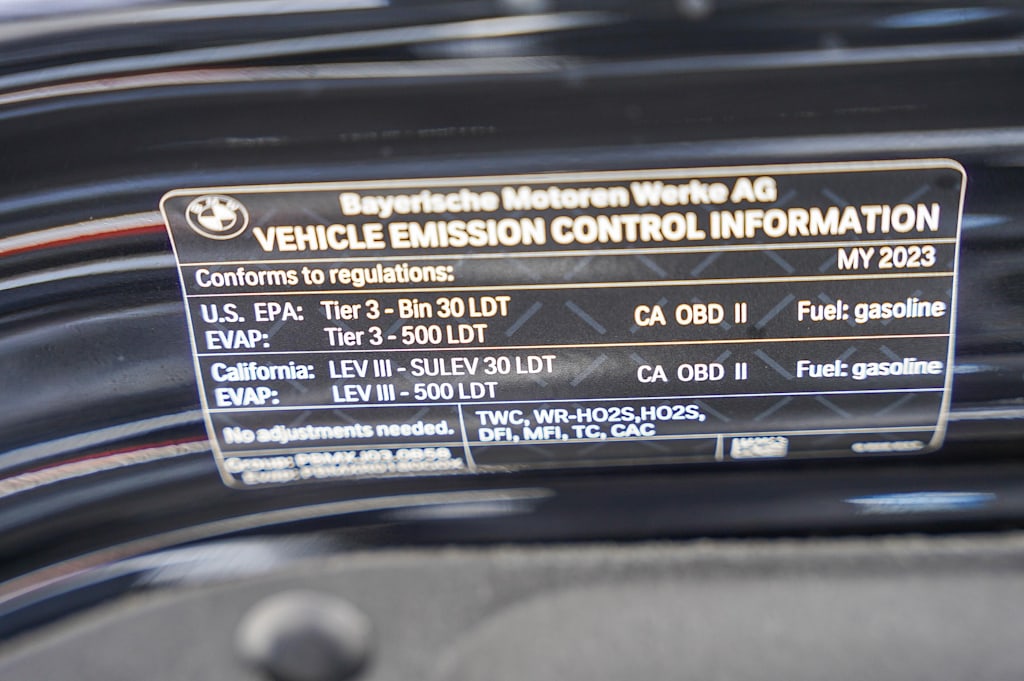 Bayerische Motoren Werke AG
VEHICLE EMISSION CONTROL INFORMATION
MY 2023
Conforms to regulations:
U.S. EPA: Tier 3 - Bin 30 LDT CA OBD II Fuel: gasoline
EVAP: Tier 3 - 500 LDT
California: LEV III - SULEV 30 LDT CA OBD II Fuel: gasoline
EVAP: LEV III - 500 LDT
No adjustments needed. TWC, WR-HO2S,HO2S,
DFI, MFI, TC, CAC
Group:
Evap: